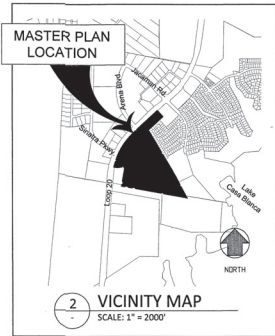 MASTER PLAN
LOCATION
Jacaman Rd.
Arena Blvd.
Sinatra Pkwy.
Loop 20
Lake
Casa Blanca
NORTH
2
-
VICINITY MAP
SCALE: 1" = 2000'